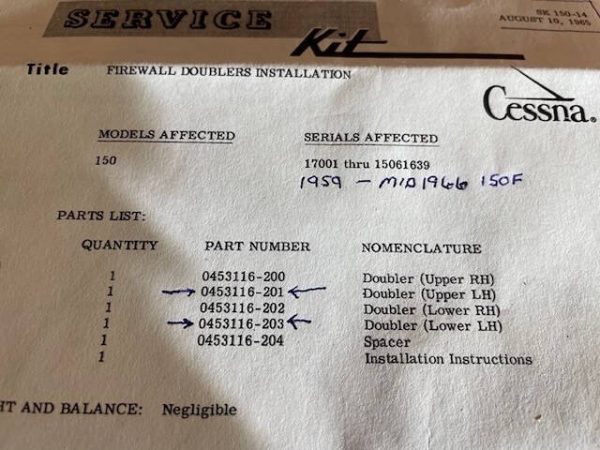 SERVICE
Kit
SK 150-14
AUGUST 10, 1965
Title FIREWALL DOUBLERS INSTALLATION
Cessna®
MODELS AFFECTED SERIALS AFFECTED
150 17001 thru 15061639
1959 - MID 1966 150F
PARTS LIST:
QUANTITY PART NUMBER NOMENCLATURE
1 0453116-200 Doubler (Upper RH)
1 → 0453116-201 ← Doubler (Upper LH)
1 0453116-202 Doubler (Lower RH)
1 → 0453116-203 ← Doubler (Lower LH)
1 0453116-204 Spacer
1 Installation Instructions
HT AND BALANCE: Negligible